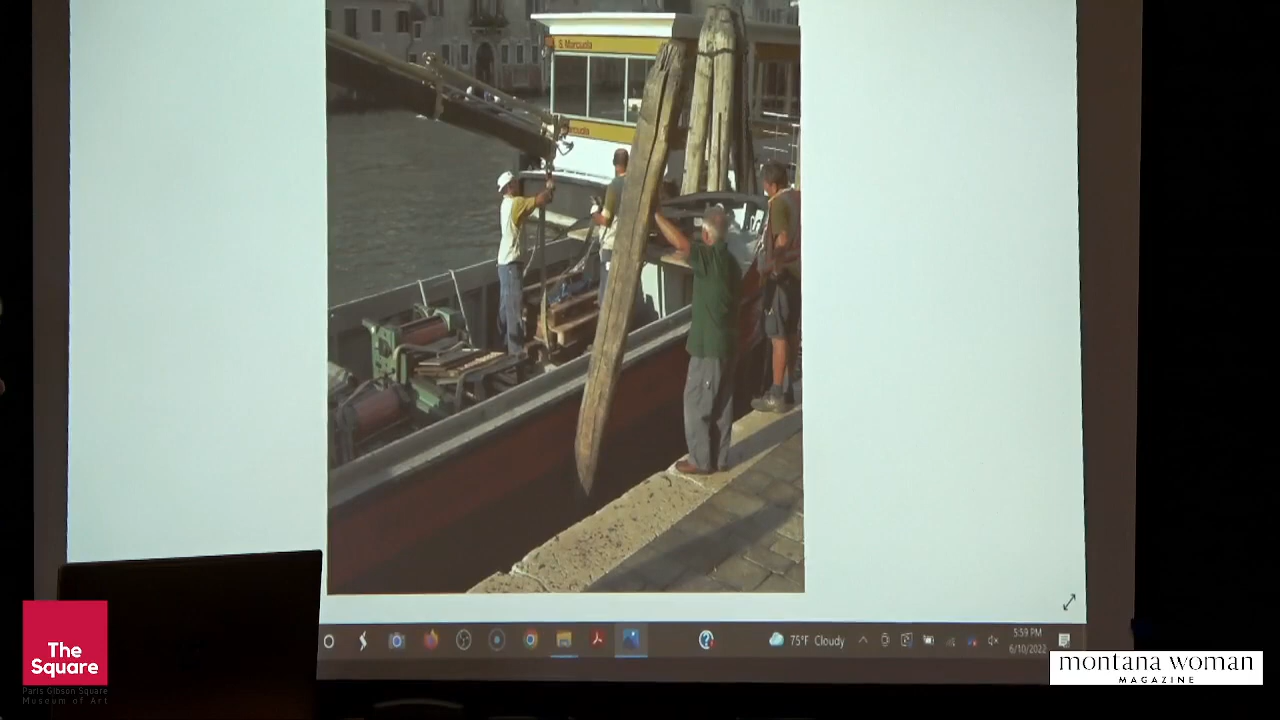 S. Marcuola
75°F Cloudy
5:59 PM
6/10/2022
The
Square
Paris Gibson Square
Museum of Art
montana woman
MAGAZINE